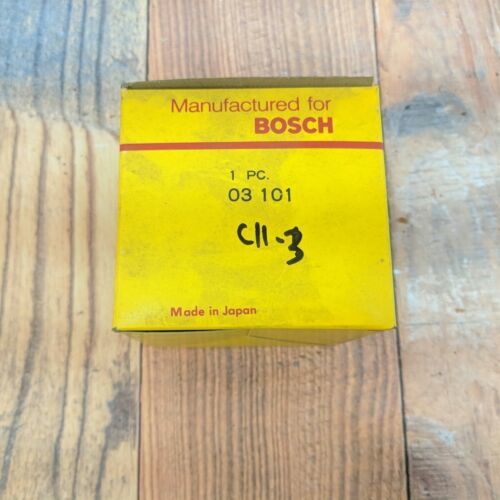 Manufactured for
BOSCH
1 PC.
03 101
C11-3
Made in Japan